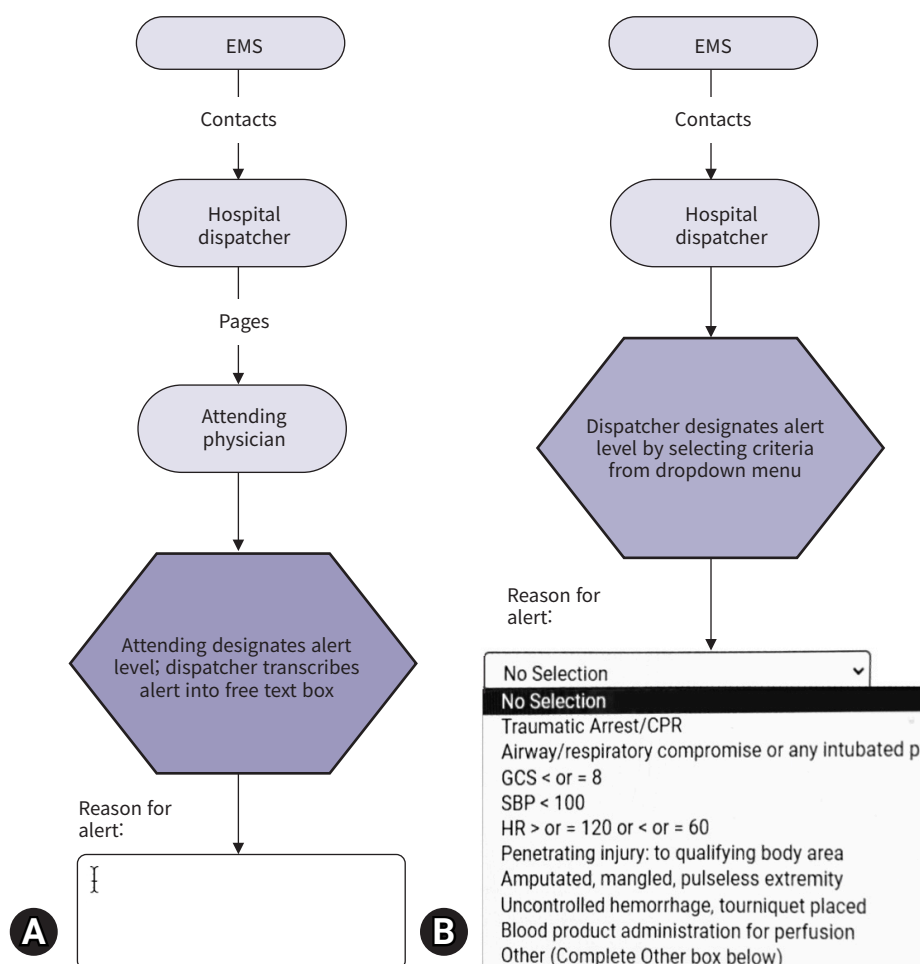 EMS
Contacts
Hospital
dispatcher
Pages
Attending
physician
Attending designates alert
level; dispatcher transcribes
alert into free text box
Reason for
alert:
A
EMS
Contacts
Hospital
dispatcher
Dispatcher designates alert
level by selecting criteria
from dropdown menu
Reason for
alert:
No Selection
No Selection
Traumatic Arrest/CPR
Airway/respiratory compromise or any intubated p
GCS < or = 8
SBP < 100
HR > or = 120 or < or = 60
Penetrating injury: to qualifying body area
Amputated, mangled, pulseless extremity
Uncontrolled hemorrhage, tourniquet placed
Blood product administration for perfusion
Other (Complete Other box below)
B